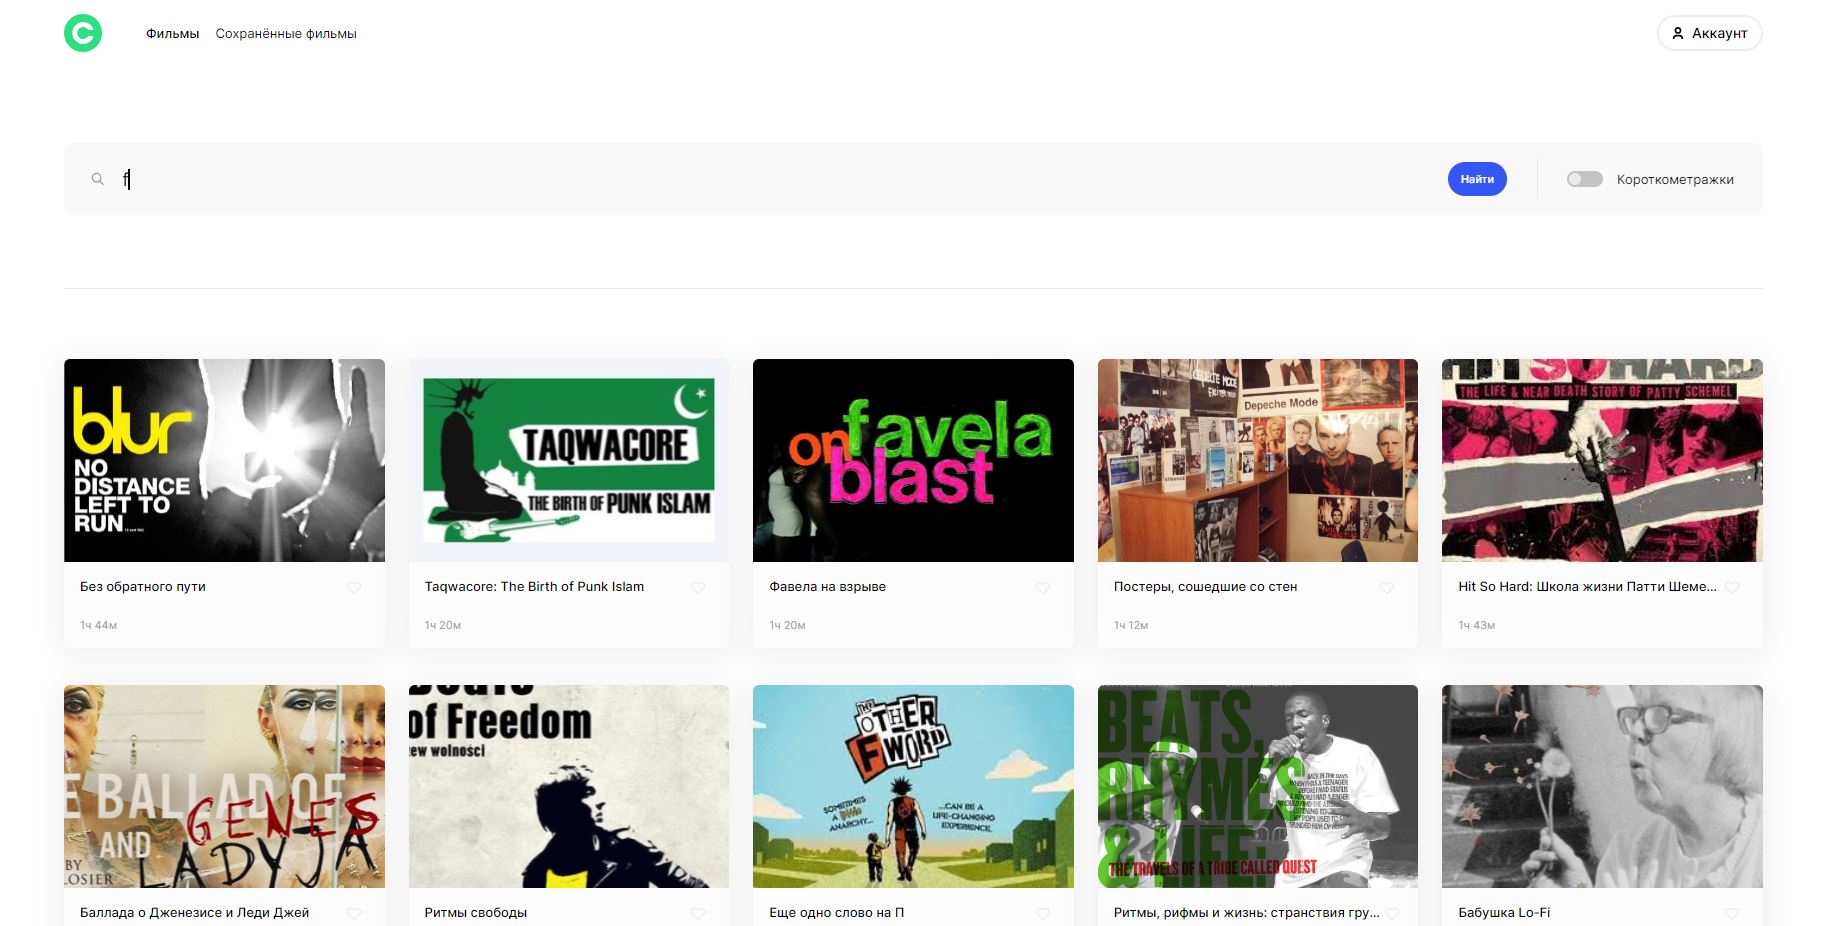 Фильмы
Сохранённые фильмы
Аккаунт
f
Найти
Короткометражки
blur
NO
DISTANCE
LEFT TO
RUN
TAQWACORE
THE BIRTH OF PUNK ISLAM
on favela
blast
DEPECHE MODE
Depeche Mode
STRANGE
HIT SO HARD
THE LIFE & NEAR DEATH STORY OF PATTY SCHEMEL
Без обратного пути
1ч 44м
Taqwacore: The Birth of Punk Islam
1ч 20м
Фавела на взрыве
1ч 20м
Постеры, сошедшие со стен
1ч 12м
Hit So Hard: Школа жизни Патти Шеме...
1ч 43м
E BALLAD OF
GENES
AND
LADY JA
BY
LOSIER
Beats
of Freedom
ew wolności
THE
OTHER
F WORD
SOMETIMES
ANARCHY...
...CAN BE A
LIFE-CHANGING
EXPERIENCE.
BEATS,
RHYMES
& LIFE:
THE TRAVELS OF A TRIBE CALLED QUEST
Баллада о Дженезисе и Леди Джей
Ритмы свободы
Еще одно слово на П
Ритмы, рифмы и жизнь: странствия гру...
Бабушка Lo-Fi